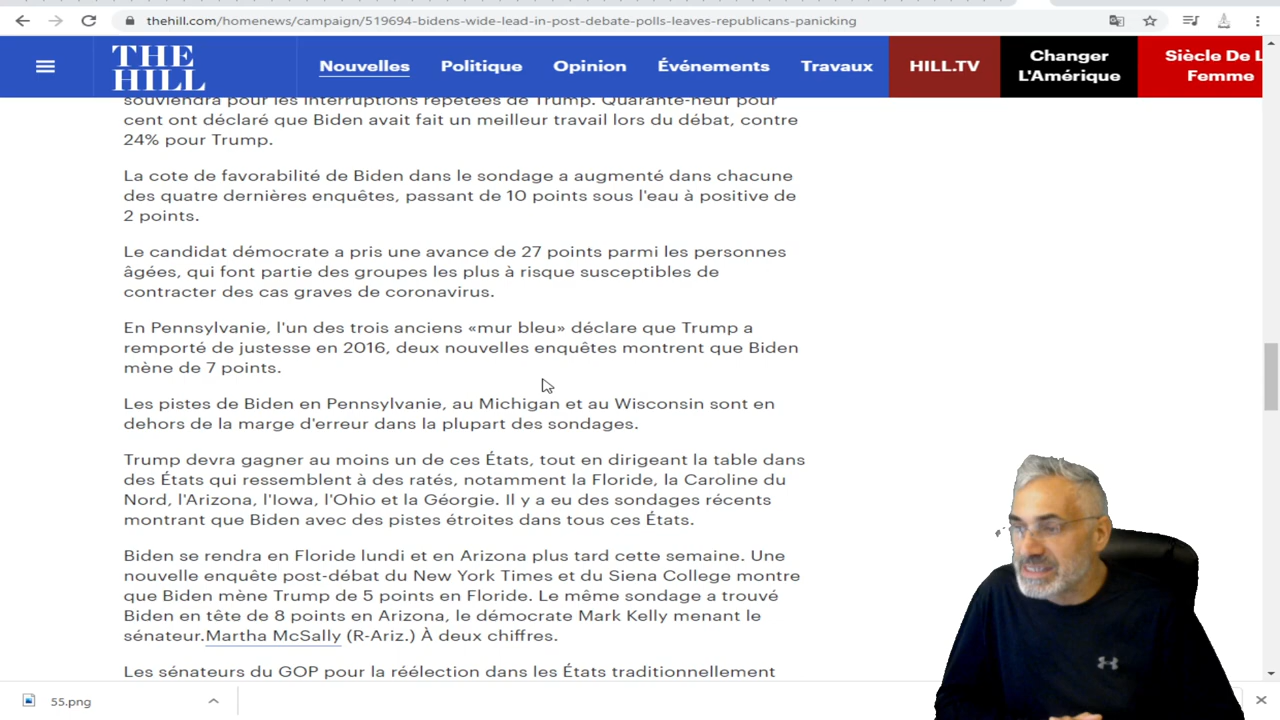 thehill.com/homenews/campaign/519694-bidens-wide-lead-in-post-debate-polls-leaves-republicans-panicking
THE
HILL
Nouvelles
Politique
Opinion
Événements
Travaux
HILL.TV
Changer
L'Amérique
Siècle De L
Femme
souviendra pour les interruptions répétées de Trump. Quarante-neuf pour
cent ont déclaré que Biden avait fait un meilleur travail lors du débat, contre
24% pour Trump.
La cote de favorabilité de Biden dans le sondage a augmenté dans chacune
des quatre dernières enquêtes, passant de 10 points sous l'eau à positive de
2 points.
Le candidat démocrate a pris une avance de 27 points parmi les personnes
âgées, qui font partie des groupes les plus à risque susceptibles de
contracter des cas graves de coronavirus.
En Pennsylvanie, l'un des trois anciens «mur bleu» déclare que Trump a
remporté de justesse en 2016, deux nouvelles enquêtes montrent que Biden
mène de 7 points.
Les pistes de Biden en Pennsylvanie, au Michigan et au Wisconsin sont en
dehors de la marge d'erreur dans la plupart des sondages.
Trump devra gagner au moins un de ces États, tout en dirigeant la table dans
des États qui ressemblent à des ratés, notamment la Floride, la Caroline du
Nord, l'Arizona, l'Iowa, l'Ohio et la Géorgie. Il y a eu des sondages récents
montrant que Biden avec des pistes étroites dans tous ces États.
Biden se rendra en Floride lundi et en Arizona plus tard cette semaine. Une
nouvelle enquête post-débat du New York Times et du Siena College montre
que Biden mène Trump de 5 points en Floride. Le même sondage a trouvé
Biden en tête de 8 points en Arizona, le démocrate Mark Kelly menant le
sénateur.Martha McSally (R-Ariz.) À deux chiffres.
Les sénateurs du GOP pour la réélection dans les États traditionnellement
55.png